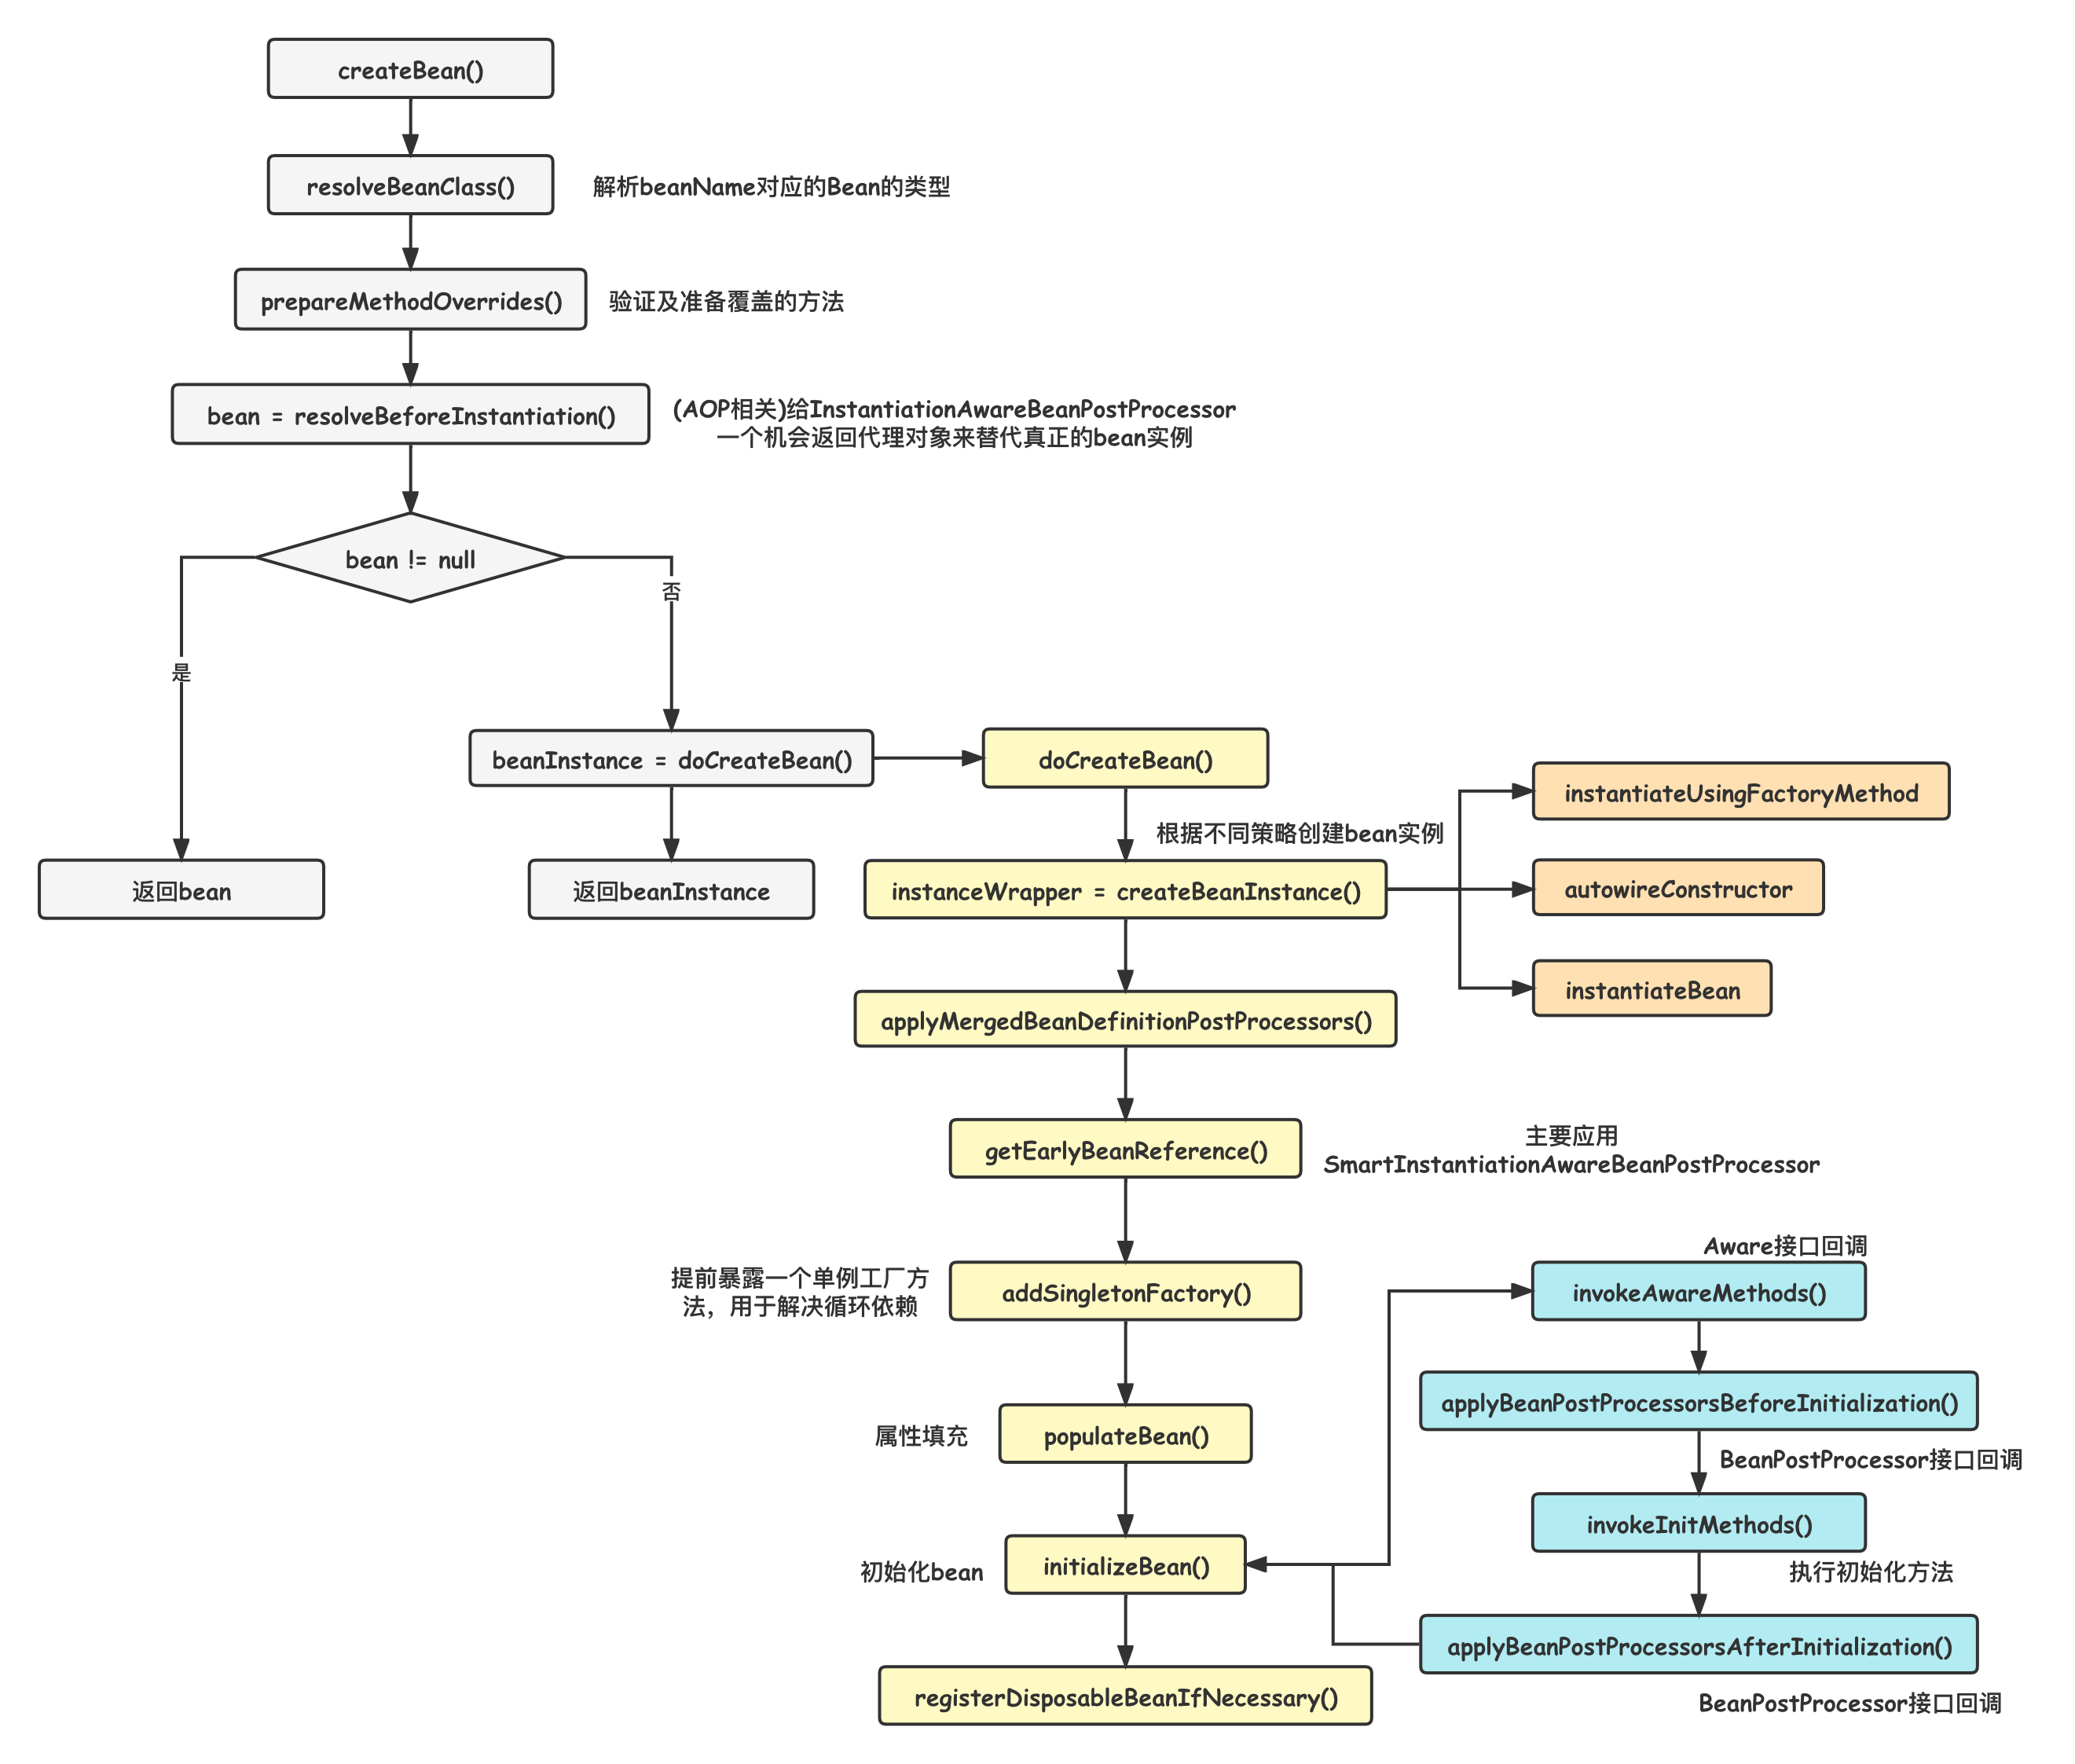 createBean()
resolveBeanClass()
解析beanName对应的Bean的类型
prepareMethodOverrides()
验证及准备覆盖的方法
bean = resolveBeforeInstantiation()
(AOP相关)给InstantiationAwareBeanPostProcessor
一个机会返回代理对象来替代真正的bean实例
bean != null
否
是
beanInstance = doCreateBean()
doCreateBean()
instantiateUsingFactoryMethod
根据不同策略创建bean实例
返回bean
返回beanInstance
instanceWrapper = createBeanInstance()
autowireConstructor
instantiateBean
applyMergedBeanDefinitionPostProcessors()
getEarlyBeanReference()
主要应用
SmartInstantiationAwareBeanPostProcessor
Aware接口回调
提前暴露一个单例工厂方
法，用于解决循环依赖
addSingletonFactory()
invokeAwareMethods()
applyBeanPostProcessorsBeforeInitialization()
属性填充
populateBean()
BeanPostProcessor接口回调
invokeInitMethods()
初始化bean
initializeBean()
执行初始化方法
applyBeanPostProcessorsAfterInitialization()
registerDisposableBeanIfNecessary()
BeanPostProcessor接口回调